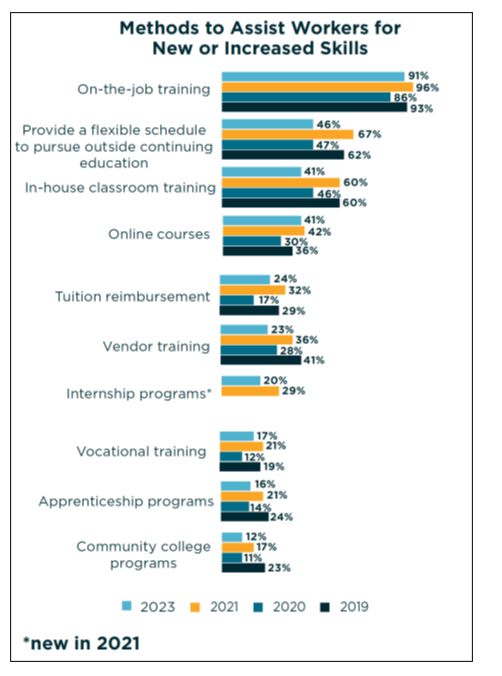 Methods to Assist Workers for
New or Increased Skills
On-the-job training
91%
96%
86%
93%
Provide a flexible schedule
to pursue outside continuing
education
46%
67%
47%
62%
In-house classroom training
41%
60%
46%
60%
Online courses
41%
42%
30%
36%
Tuition reimbursement
24%
32%
17%
29%
Vendor training
23%
36%
28%
41%
Internship programs*
20%
29%
Vocational training
17%
21%
12%
19%
Apprenticeship programs
16%
21%
14%
24%
Community college
programs
12%
17%
11%
23%
2023 2021 2020 2019
*new in 2021